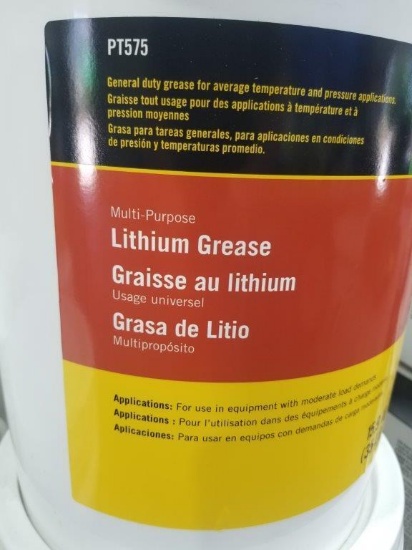 PT575
General duty grease for average temperature and pressure applications.
Graisse tout usage pour des applications à température et à
pression moyennes
Grasa para tareas generales, para aplicaciones en condiciones
de presión y temperaturas promedio.
Multi-Purpose
Lithium Grease
Graisse au lithium
Usage universel
Grasa de Litio
Multipropósito
Applications: For use in equipment with moderate load demands.
Applications : Pour l'utilisation dans des équipements à charge
Aplicaciones: Para usar en equipos con demandas de carga